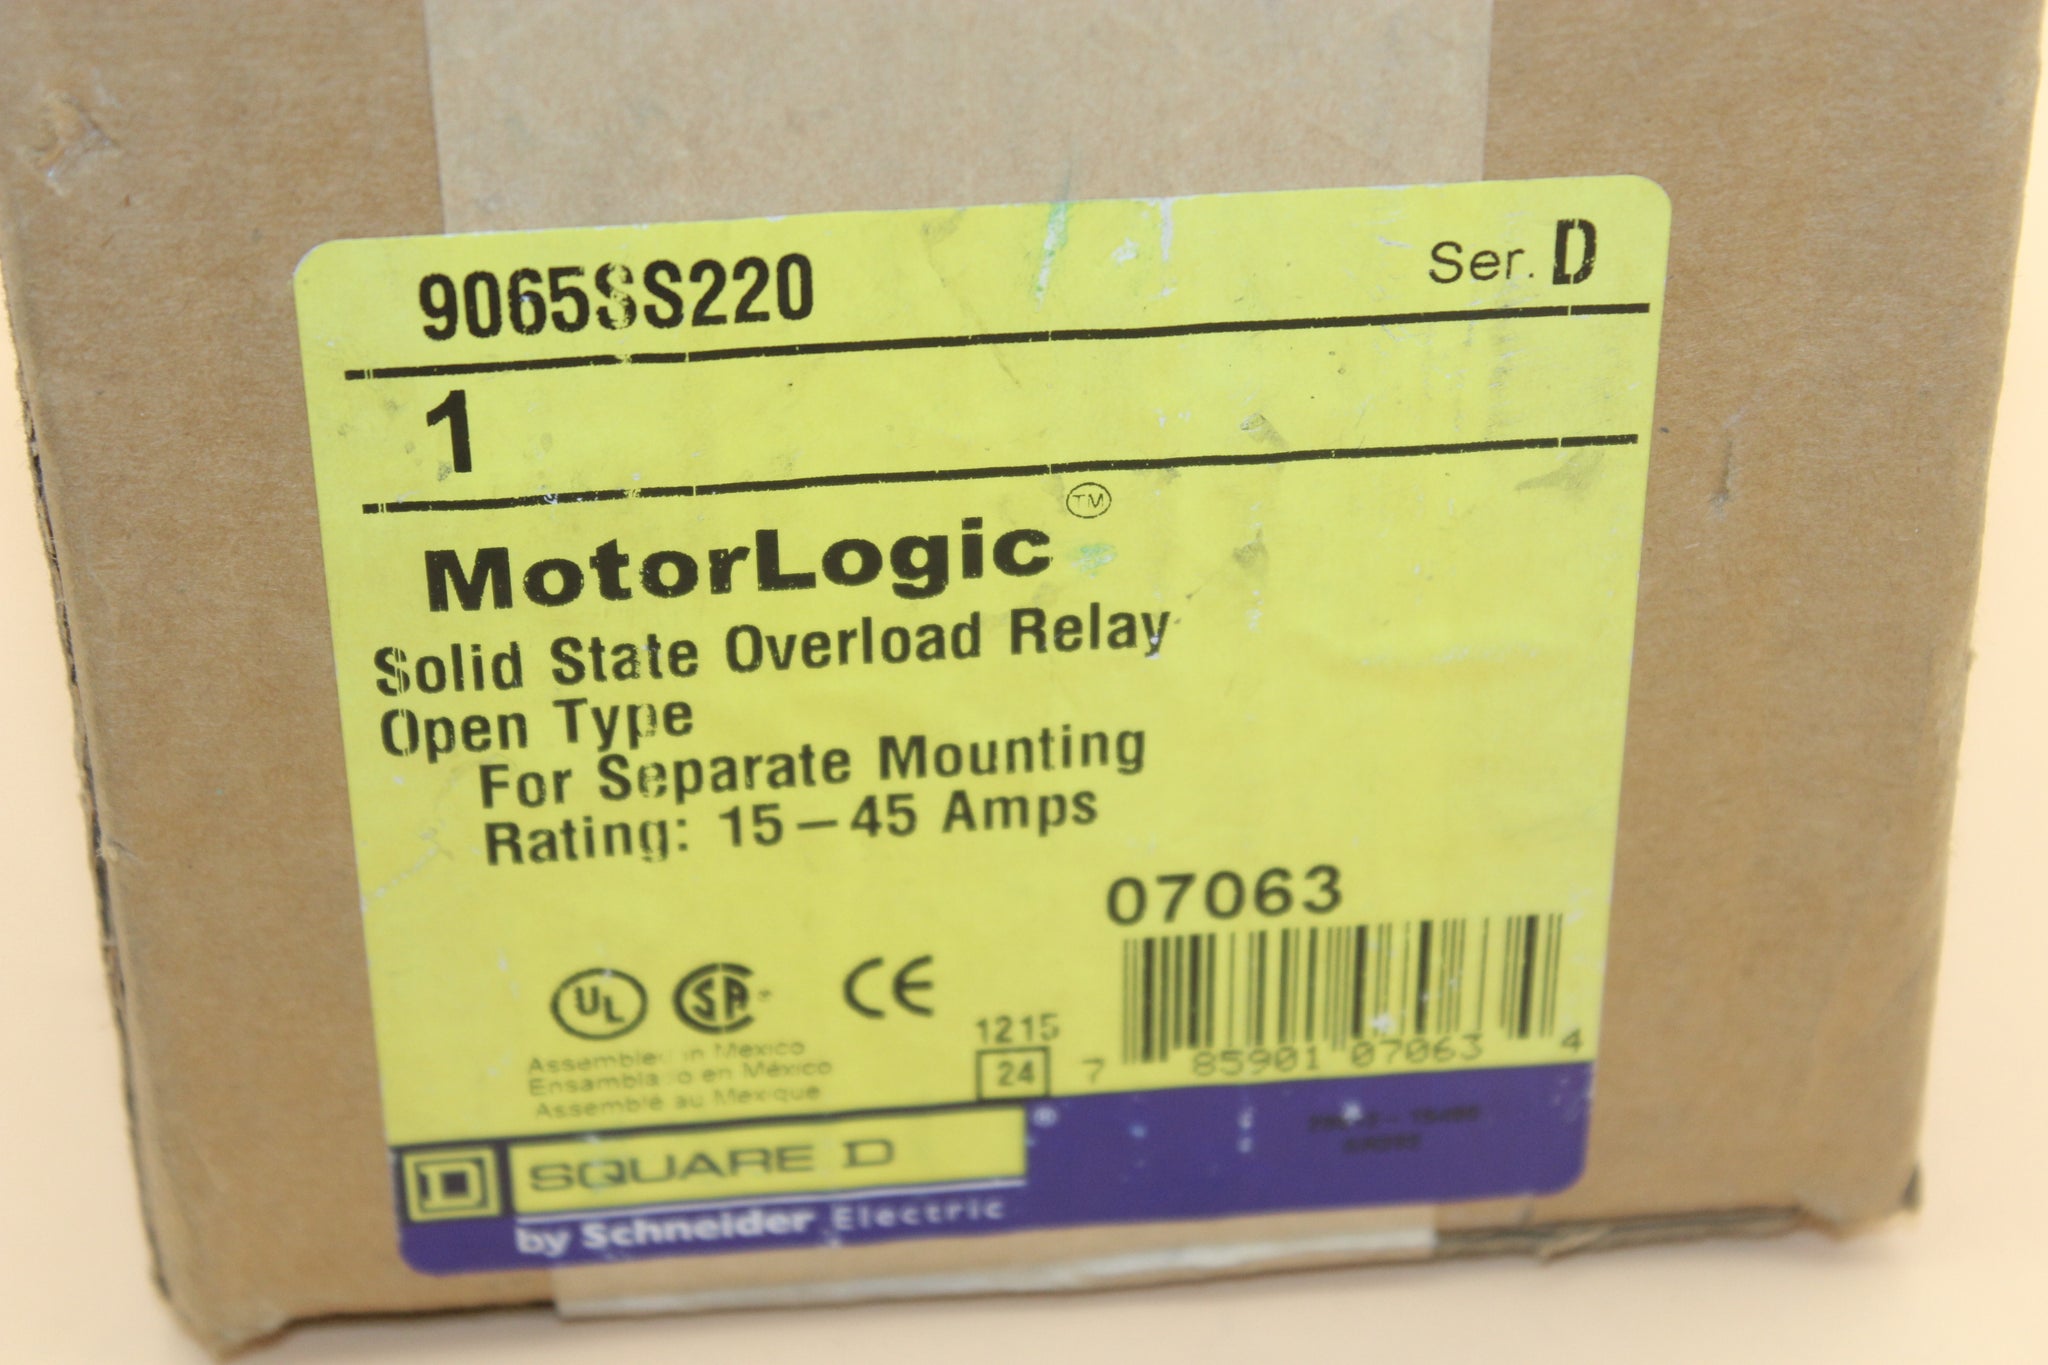 9065SS220 Ser. D
1
MotorLogic ™
Solid State Overload Relay
Open Type
For Separate Mounting
Rating: 15-45 Amps
07063
UL SA CE
1215
Assembled in Mexico
Ensamblado en México
Assemblé au Mexique
24
7 85901 07063 4
D SQUARE D ®
by Schneider Electric